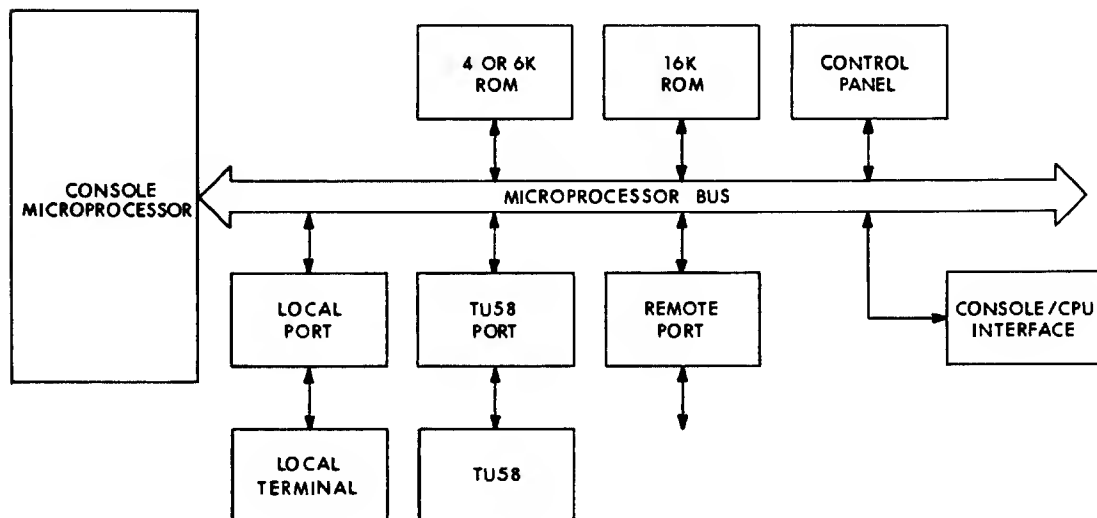 4 OR 6K
ROM
16K
ROM
CONTROL
PANEL
CONSOLE
MICROPROCESSOR
MICROPROCESSOR BUS
LOCAL
PORT
TU58
PORT
REMOTE
PORT
CONSOLE/CPU
INTERFACE
LOCAL
TERMINAL
TU58